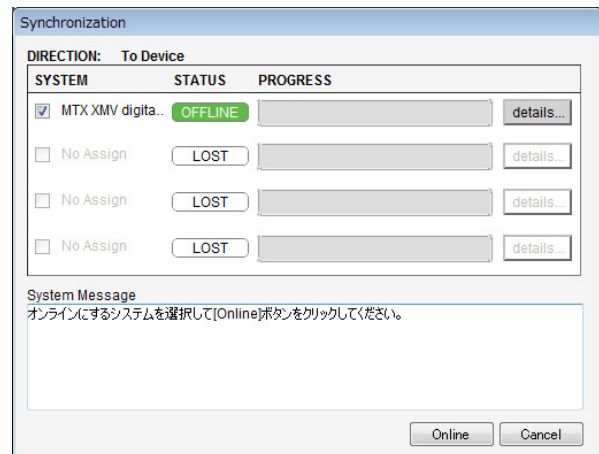 Synchronization
DIRECTION: To Device
SYSTEM STATUS PROGRESS
MTX XMV digita.. OFFLINE details...
No Assign LOST details...
No Assign LOST details...
No Assign LOST details...
System Message
オンラインにするシステムを選択して[Online]ボタンをクリックしてください。
Online Cancel